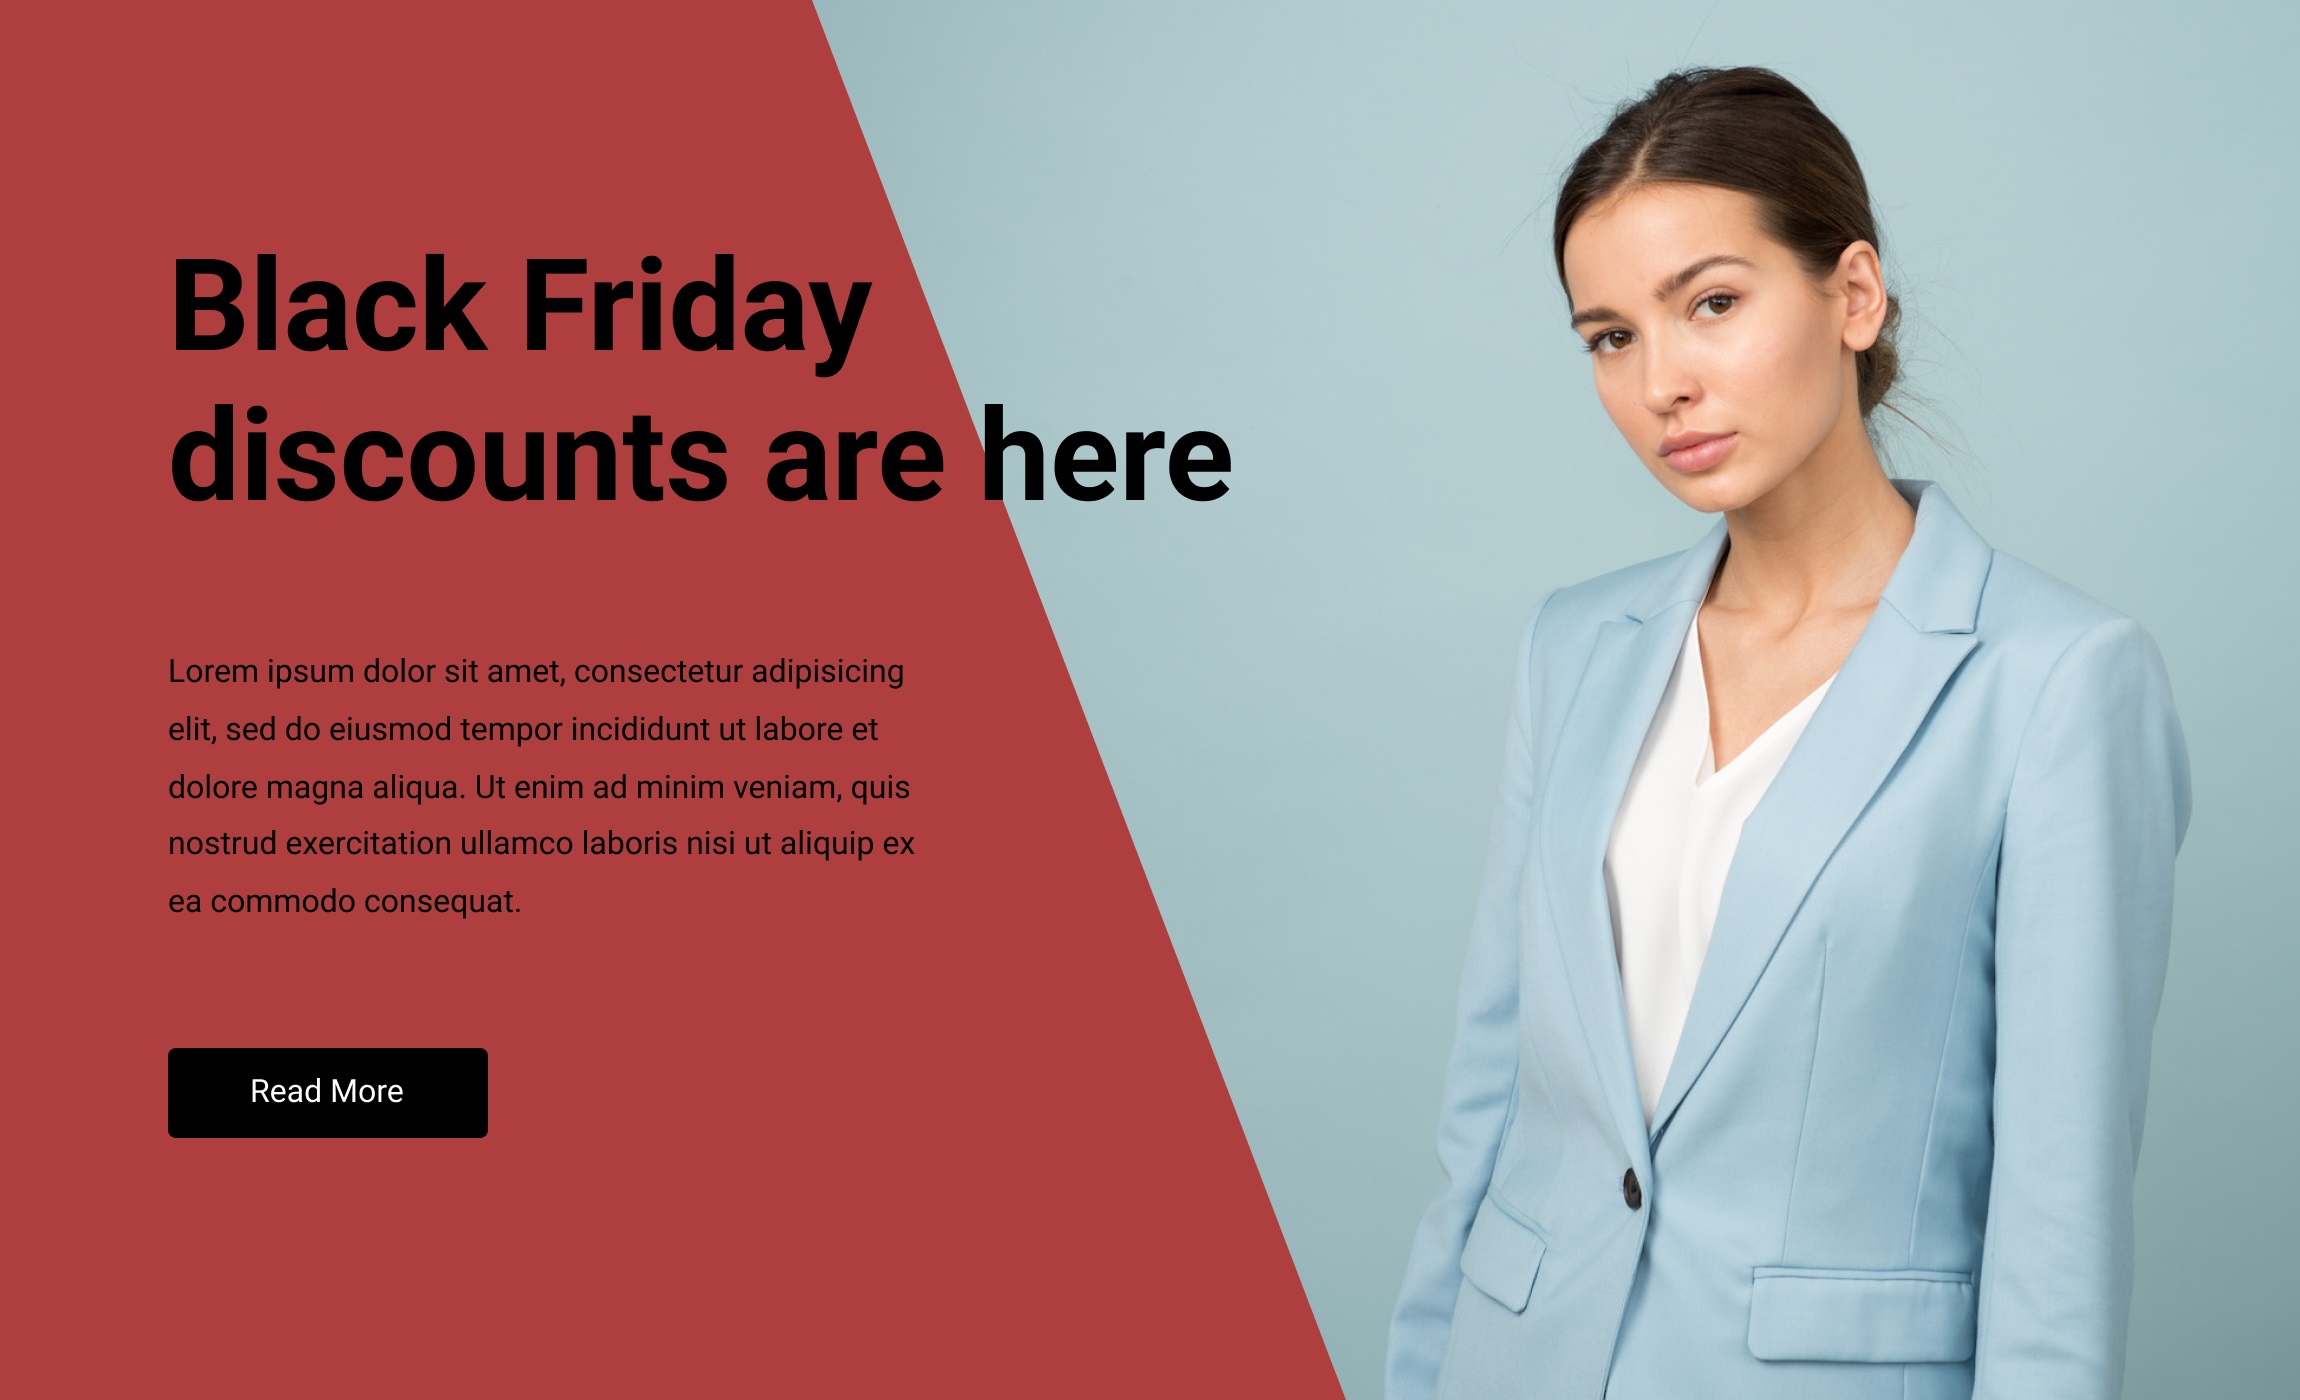 Black Friday
discounts are here
Lorem ipsum dolor sit amet, consectetur adipisicing
elit, sed do eiusmod tempor incididunt ut labore et
dolore magna aliqua. Ut enim ad minim veniam, quis
nostrud exercitation ullamco laboris nisi ut aliquip ex
ea commodo consequat.
Read More